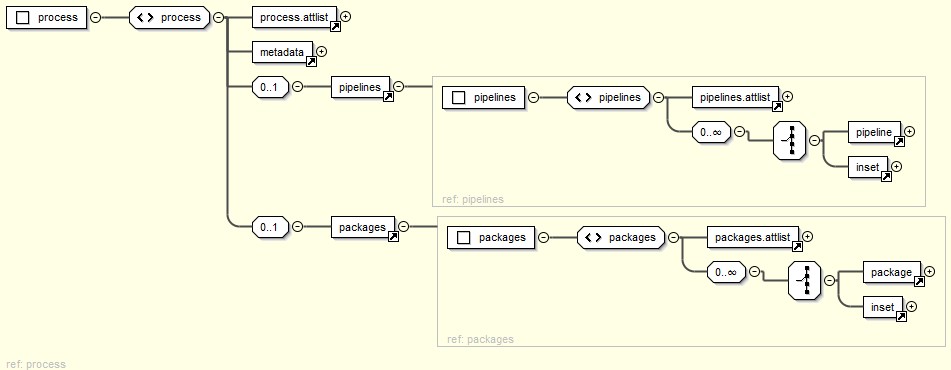 process
process
process.attlist
metadata
0..1
pipelines
pipelines
pipelines
pipelines.attlist
0..∞
pipeline
inset
ref: pipelines
0..1
packages
packages
packages
packages.attlist
0..∞
package
inset
ref: packages
ref: process